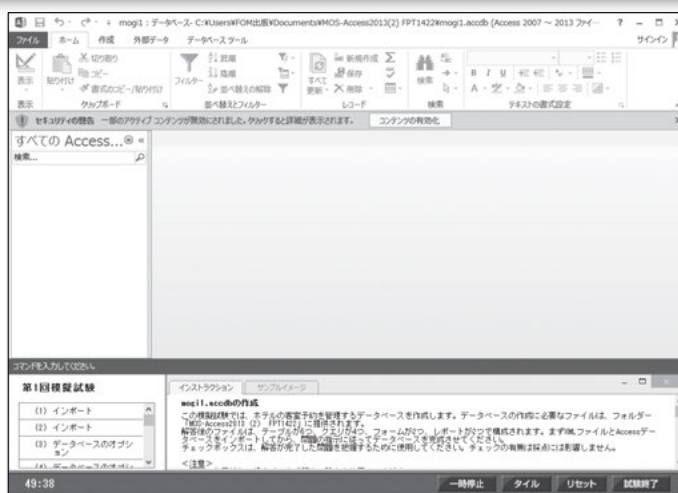 mogi1 : データベース- C:¥Users¥FOM出版¥Documents¥MOS-Access2013(2) FPT1422¥mogi1.accdb (Access 2007 ～ 2013 ファイ…
ファイル ホーム 作成 外部データ データベース ツール サインイン
表示 貼り付け 切り取り コピー 書式のコピー/貼り付け フィルター 昇順 降順 並べ替えの解除 すべて更新 新規作成 保存 削除 検索 B I U
表示 クリップボード 並べ替えとフィルター レコード 検索 テキストの書式設定
セキュリティの警告 一部のアクティブ コンテンツが無効にされました。クリックすると詳細が表示されます。 コンテンツの有効化
すべての Access...
検索...
コマンドを入力してください。
第1回模擬試験
(1) インポート
(2) インポート
(3) データベースのオプション
(4) データベースのオプシ
インストラクション サンプルイメージ
mogi1.accdbの作成
この模擬試験では、ホテルの客室予約を管理するデータベースを作成します。データベースの作成に必要なファイルは、フォルダー
「MOS-Access2013 (2) FPT1422」に提供されます。
解答後のファイルは、テーブルが6つ、クエリが4つ、フォームが2つ、レポートが2つで構成されます。まずXMLファイルとAccessデー
タベースをインポートしてから、問題の指示に従ってデータベースを完成させてください。
チェックボックスは、解答が完了した問題を把握するために使用してください。チェックの有無は採点には影響しません。
＜注意＞
49:38 一時停止 タイル リセット 試験終了